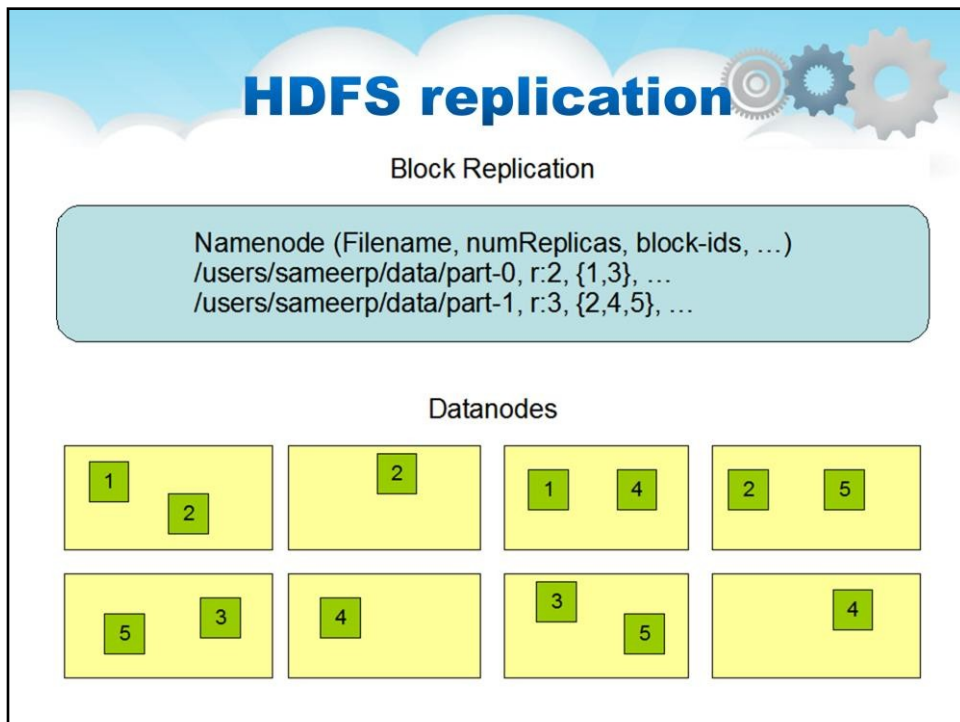 HDFS replication
Block Replication
Namenode (Filename, numReplicas, block-ids, …)
/users/sameerp/data/part-0, r:2, {1,3}, …
/users/sameerp/data/part-1, r:3, {2,4,5}, …
Datanodes
1
2
2
1
4
2
5
5
3
4
3
5
4